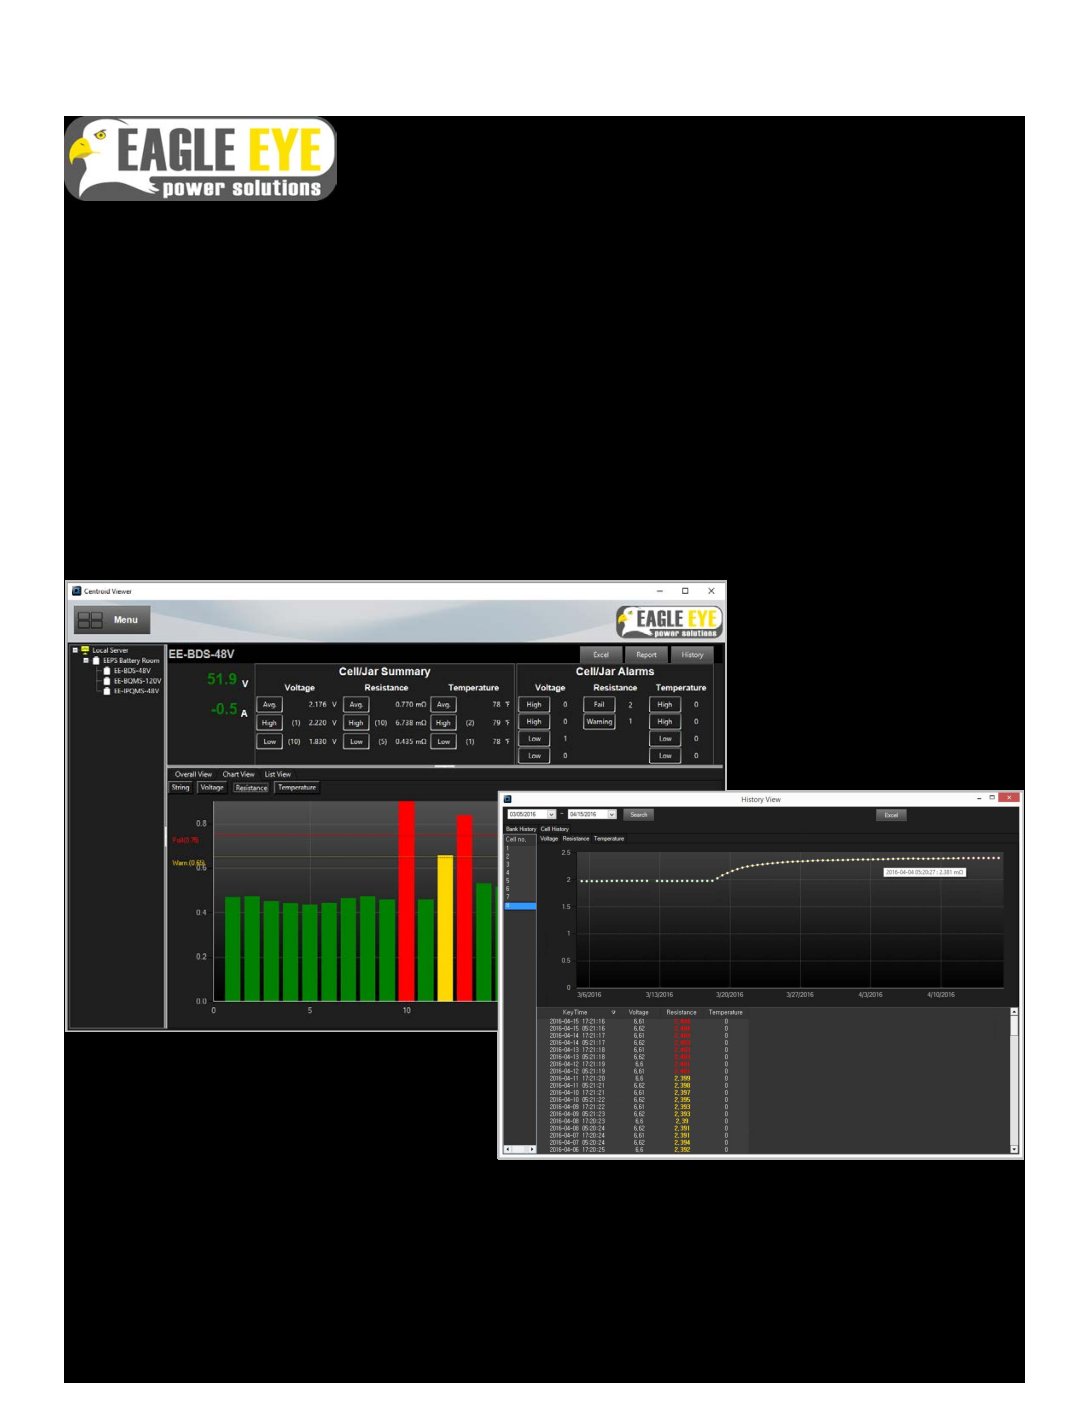 EAGLE EYE
power solutions
Centroid Viewer
Menu
EAGLE EYE
power solutions
Local Server
EEPS Battery Room
EE-BDS-48V
EE-BQMS-120V
EE-IPQMS-48V
EE-BDS-48V
Excel Report History
51.9 V
-0.5 A
Cell/Jar Summary
Voltage Resistance Temperature
Avg. 2.176 V Avg. 0.770 mΩ Avg. 78 °F
High (1) 2.220 V High (10) 6.738 mΩ High (2) 79 °F
Low (10) 1.830 V Low (5) 0.435 mΩ Low (1) 78 °F
Cell/Jar Alarms
Voltage Resistance Temperature
High 0 Fail 2 High 0
High 0 Warning 1 High 0
Low 1 Low 0
Low 0 Low 0
Overall View Chart View List View
String Voltage Resistance Temperature
0.8
Fail(0.75)
Warn.(0.65)
0.6
0.4
0.2
0.0
0 5 10
History View
03/05/2016 ~ 04/15/2016 Search Excel
Bank History Cell History
Cell no.
1
2
3
4
5
6
7
8
Voltage Resistance Temperature
2.5
2
1.5
1
0.5
0
2016-04-04 05:20:27 : 2,381 mΩ
3/6/2016 3/13/2016 3/20/2016 3/27/2016 4/3/2016 4/10/2016
KeyTime Voltage Resistance Temperature
2016-04-15 17:21:16 6,61 0
2016-04-15 05:21:16 6,62 0
2016-04-14 17:21:17 6,61 0
2016-04-14 05:21:17 6,62 0
2016-04-13 17:21:18 6,61 0
2016-04-13 05:21:18 6,62 0
2016-04-12 17:21:19 6,6 0
2016-04-12 05:21:19 6,61 0
2016-04-11 17:21:20 6,6 2,399 0
2016-04-11 05:21:21 6,62 2,398 0
2016-04-10 17:21:21 6,61 2,397 0
2016-04-10 05:21:22 6,62 2,395 0
2016-04-09 17:21:22 6,61 2,393 0
2016-04-09 05:21:23 6,62 2,393 0
2016-04-08 17:20:23 6,6 2,39 0
2016-04-08 05:20:24 6,62 2,391 0
2016-04-07 17:20:24 6,61 2,391 0
2016-04-07 05:20:24 6,62 2,394 0
2016-04-06 17:20:25 6,6 2,392 0